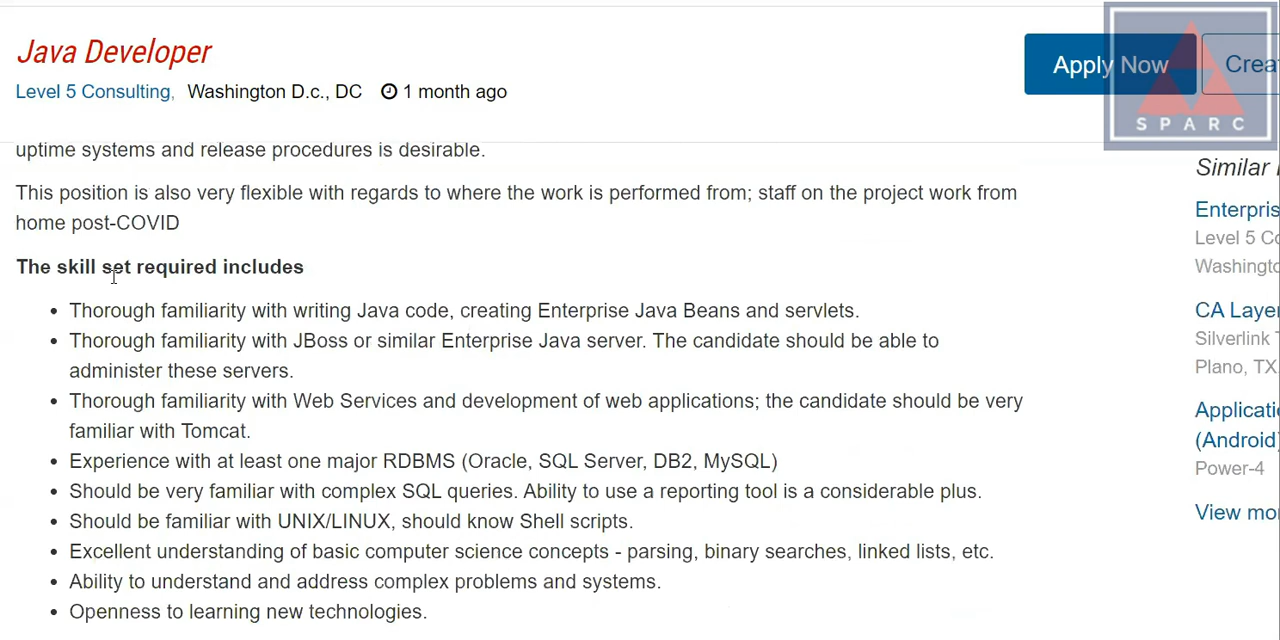 Java Developer
Level 5 Consulting, Washington D.c., DC 1 month ago
Apply Now
SPARC
uptime systems and release procedures is desirable.
This position is also very flexible with regards to where the work is performed from; staff on the project work from
home post-COVID
The skill set required includes
• Thorough familiarity with writing Java code, creating Enterprise Java Beans and servlets.
• Thorough familiarity with JBoss or similar Enterprise Java server. The candidate should be able to
administer these servers.
• Thorough familiarity with Web Services and development of web applications; the candidate should be very
familiar with Tomcat.
• Experience with at least one major RDBMS (Oracle, SQL Server, DB2, MySQL)
• Should be very familiar with complex SQL queries. Ability to use a reporting tool is a considerable plus.
• Should be familiar with UNIX/LINUX, should know Shell scripts.
• Excellent understanding of basic computer science concepts - parsing, binary searches, linked lists, etc.
• Ability to understand and address complex problems and systems.
• Openness to learning new technologies.
Similar
Level 5
CA
Silverlink
Plano, TX
(Android)
Power-4
View